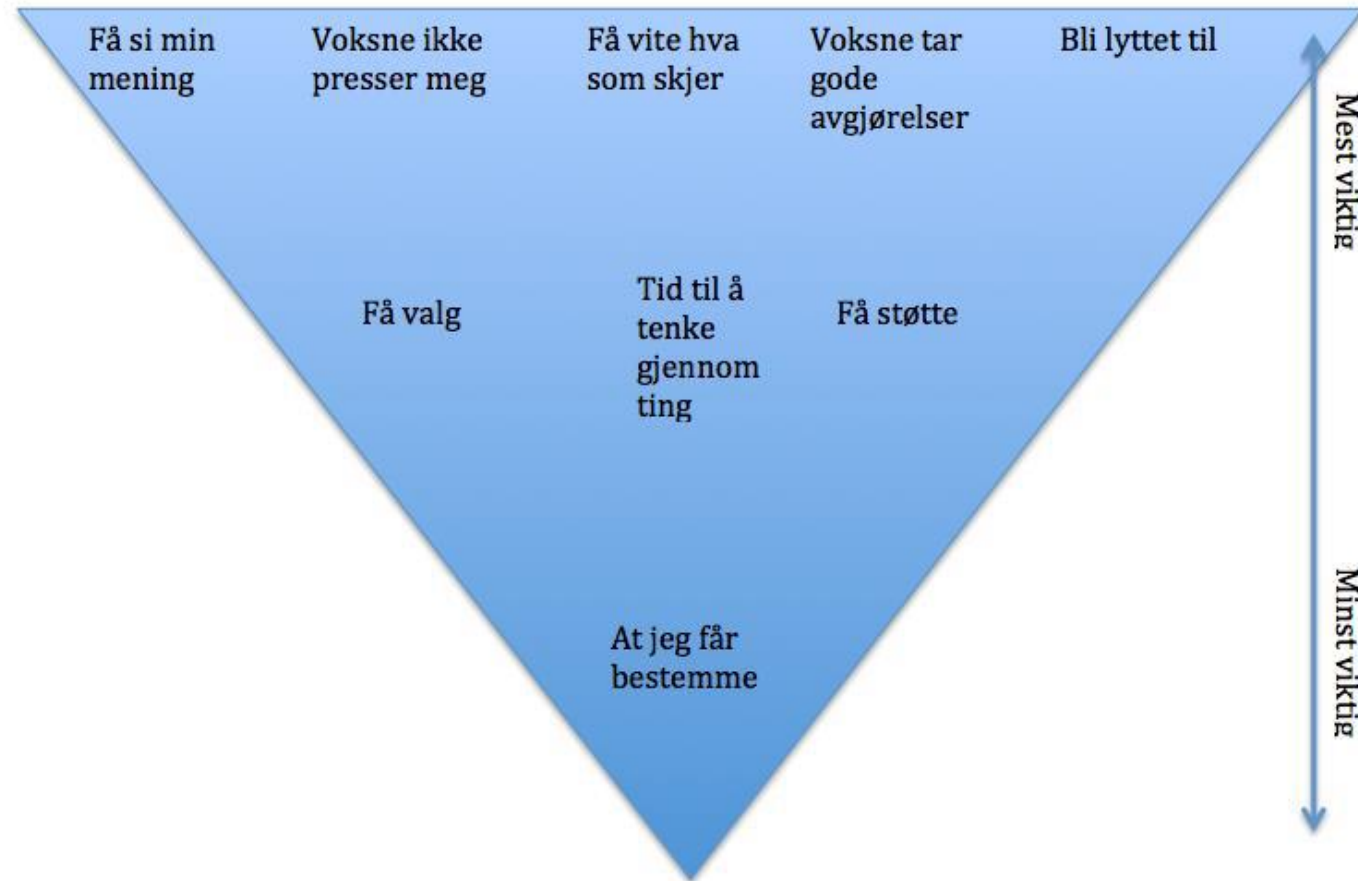 Få si min
mening
Voksne ikke
presser meg
Få vite hva
som skjer
Voksne tar
gode
avgjørelser
Bli lyttet til
Få valg
Tid til å
tenke
gjennom
ting
Få støtte
At jeg får
bestemme
Mest viktig
Minst viktig